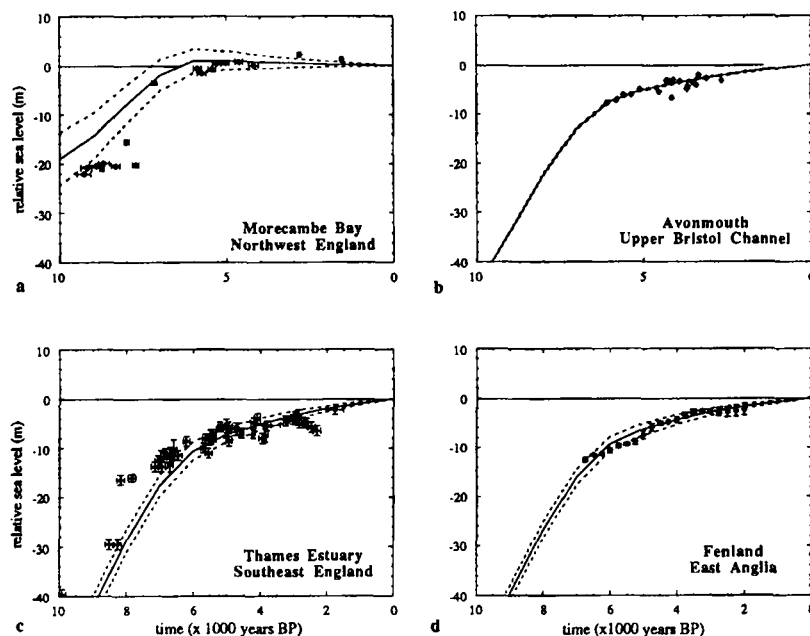 10
0
-10
-20
-30
-40
relative sea level (m)
10
5
0
Morecambe Bay
Northwest England
a
10
0
-10
-20
-30
-40
10
5
0
Avonmouth
Upper Bristol Channel
b
10
0
-10
-20
-30
-40
relative sea level (m)
10
8
6
4
2
0
Thames Estuary
Southeast England
c
time (x 1000 years BP)
10
0
-10
-20
-30
-40
10
8
6
4
2
0
Fenland
East Anglia
d
time (x1000 years BP)